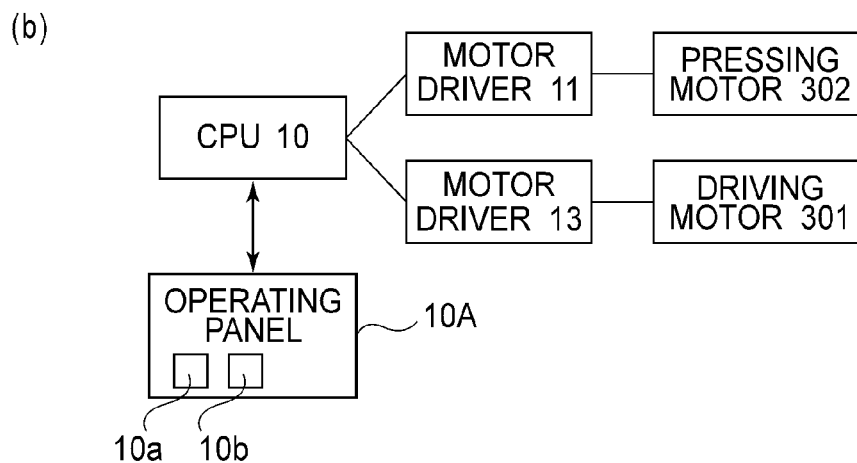 (b)
MOTOR
DRIVER 11
PRESSING
MOTOR 302
CPU 10
MOTOR
DRIVER 13
DRIVING
MOTOR 301
OPERATING
PANEL
10A
10a
10b